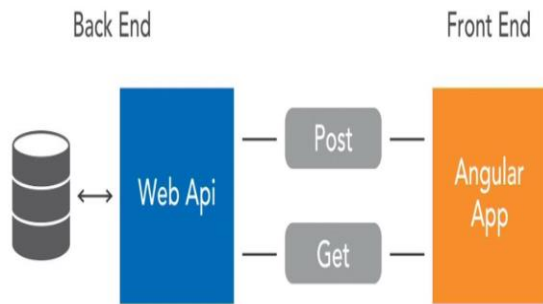 Back End
Front End
Web Api
Post
Get
Angular
App